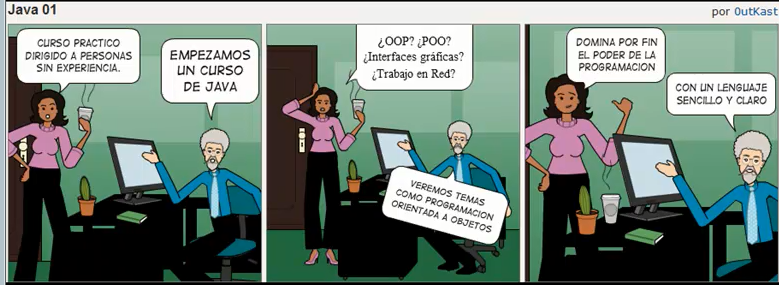 Java 01
por OutKast
CURSO PRACTICO
DIRIGIDO A PERSONAS
SIN EXPERIENCIA.
EMPEZAMOS
UN CURSO
DE JAVA
¿OOP? ¿POO?
¿Interfaces gráficas?
¿Trabajo en Red?
VEREMOS TEMAS
COMO PROGRAMACION
ORIENTADA A OBJETOS
DOMINA POR FIN
EL PODER DE LA
PROGRAMACION
CON UN LENGUAJE
SENCILLO Y CLARO